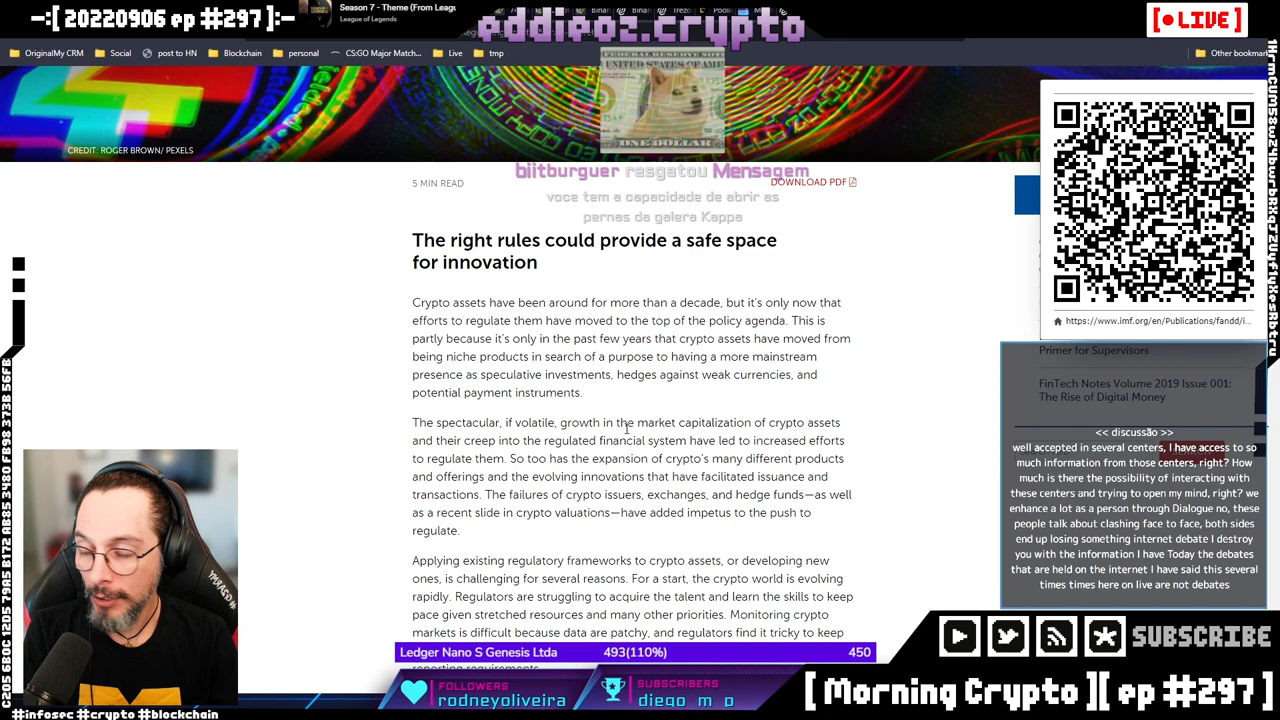 -:[ 20220906 ep #297 ]:-
Season 7 - Theme (From Leagu
League of Legends
eddieoz.crypto
[ • LIVE ]
OriginalMy CRM
Social
post to HN
Blockchain
personal
CS:GO Major Match...
Live
tmp
Other bookmar
FEDERAL RESERVE NOTE
UNITED STATES OF AME
ONE DOLLAR
CREDIT: ROGER BROWN/ PEXELS
biitburguer resgatou Mensagem
5 MIN READ
DOWNLOAD PDF
voce tem a capacidade de abrir as
pernas da galera Kappa
The right rules could provide a safe space
for innovation
Crypto assets have been around for more than a decade, but it's only now that
efforts to regulate them have moved to the top of the policy agenda. This is
partly because it's only in the past few years that crypto assets have moved from
being niche products in search of a purpose to having a more mainstream
presence as speculative investments, hedges against weak currencies, and
potential payment instruments.
The spectacular, if volatile, growth in the market capitalization of crypto assets
and their creep into the regulated financial system have led to increased efforts
to regulate them. So too has the expansion of crypto's many different products
and offerings and the evolving innovations that have facilitated issuance and
transactions. The failures of crypto issuers, exchanges, and hedge funds—as well
as a recent slide in crypto valuations—have added impetus to the push to
regulate.
Applying existing regulatory frameworks to crypto assets, or developing new
ones, is challenging for several reasons. For a start, the crypto world is evolving
rapidly. Regulators are struggling to acquire the talent and learn the skills to keep
pace given stretched resources and many other priorities. Monitoring crypto
markets is difficult because data are patchy, and regulators find it tricky to keep
reporting requirements.
https://www.imf.org/en/Publications/fandd/i...
Primer for Supervisors
FinTech Notes Volume 2019 Issue 001:
The Rise of Digital Money
<< discussão >>
well accepted in several centers, I have access to so
much information from those centers, right? How
much is there the possibility of interacting with
these centers and trying to open my mind, right? we
enhance a lot as a person through Dialogue no, these
people talk about clashing face to face, both sides
end up losing something internet debate I destroy
you with the information I have Today the debates
that are held on the internet I have said this several
times times here on live are not debates
Ledger Nano S Genesis Ltda 493(110%) 450
FOLLOWERS
rodneyoliveira
SUBSCRIBERS
diego_m_p
SUBSCRIBE
[ Morning Crypto ][ ep #297 ]
#infosec #crypto #blockchain